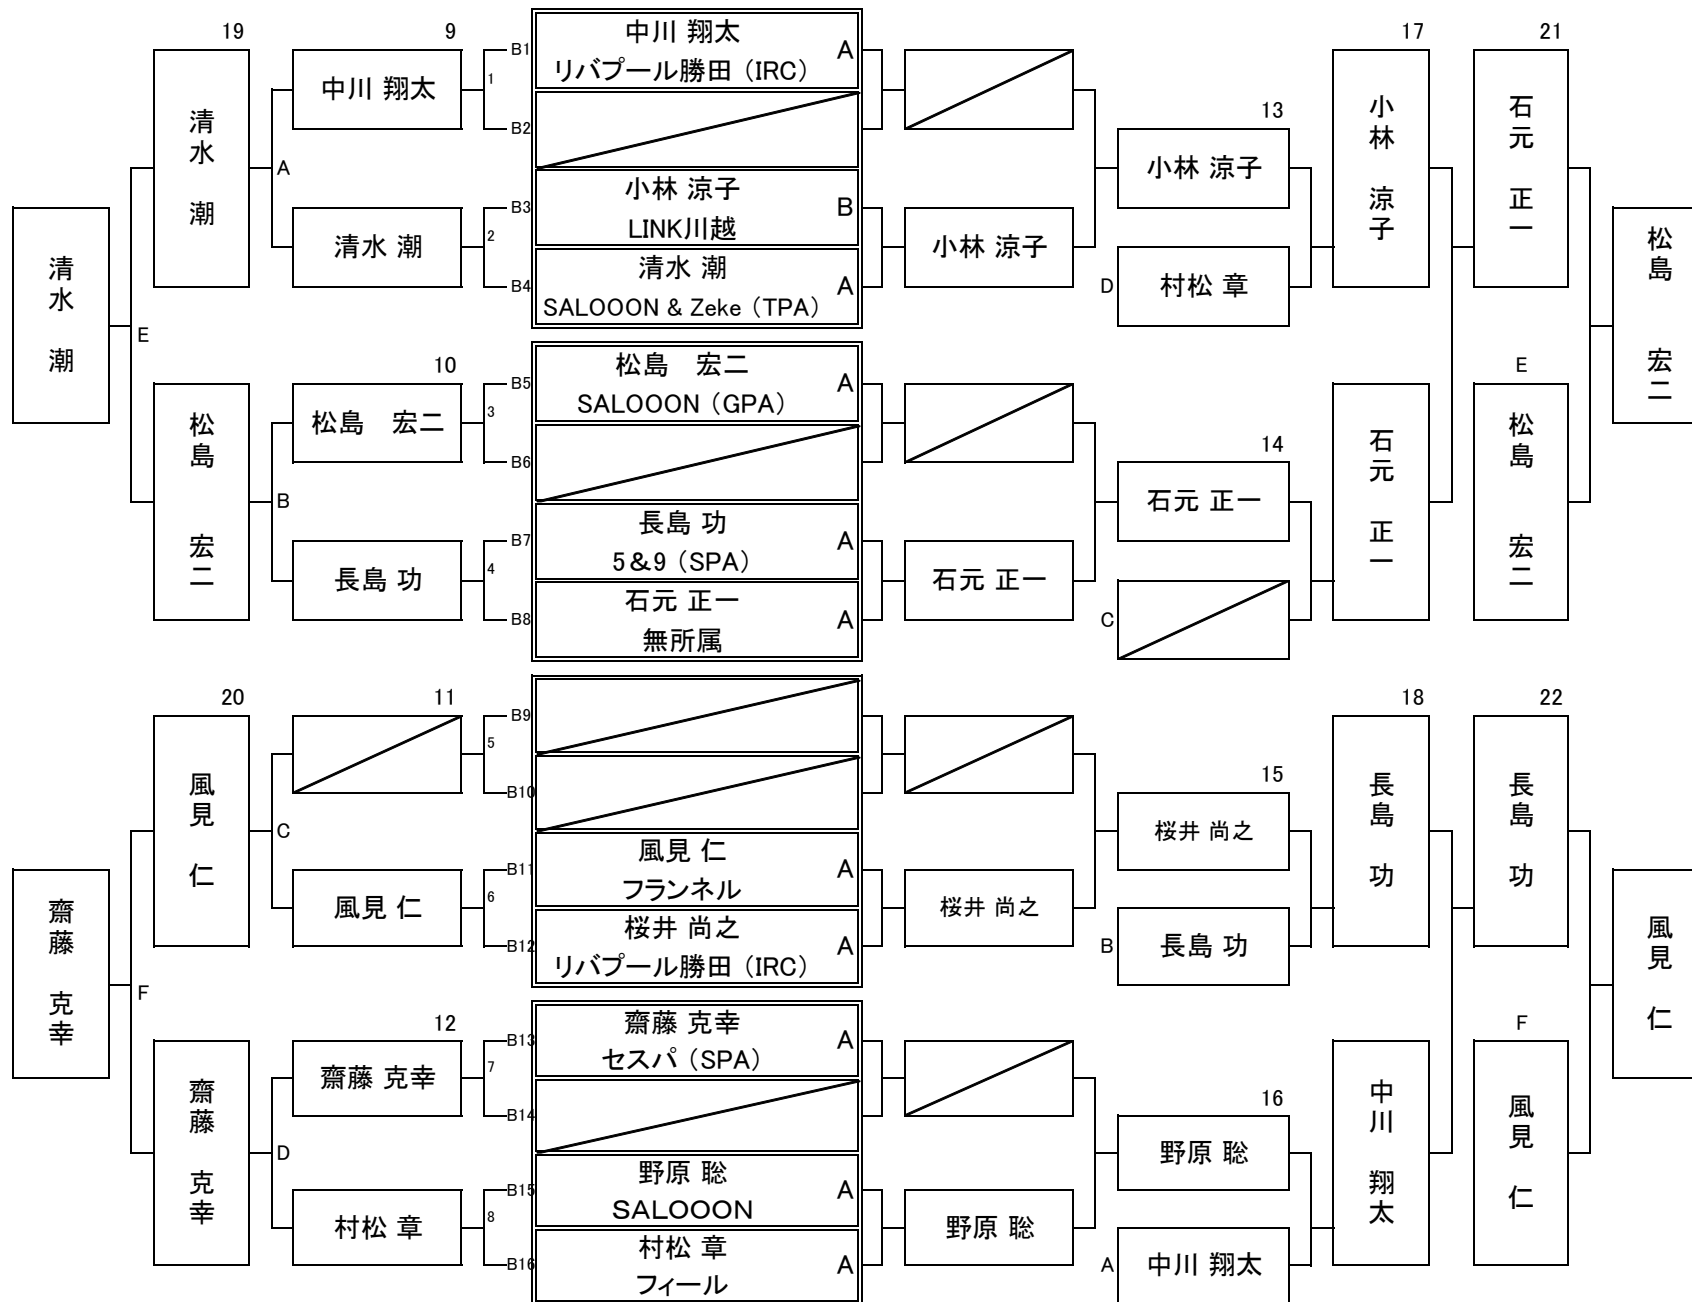 19
9
中川 翔太
A
リバプール勝田（IRC）
17
21
B1
1
B2
中川 翔太
清水 潮
A
13
小林 涼子
石元 正一
小林 涼子
B
LINK川越
小林 涼子
B3
2
B4
清水 潮
小林 涼子
清水 潮
A
SALOOON & Zeke（TPA）
D
村松 章
清水 潮
松島 宏二
E
10
松島　宏二
A
SALOOON（GPA）
E
B5
3
B6
松島　宏二
松島 宏二
B
14
石元 正一
石元 正一
松島 宏二
長島 功
A
5&9（SPA）
B7
4
B8
長島 功
石元 正一
石元 正一
A
無所属
C
20
11
18
22
B9
5
B10
風見 仁
C
15
桜井 尚之
長島 功
長島 功
風見 仁
A
フランネル
B11
6
B12
風見 仁
桜井 尚之
桜井 尚之
A
リバプール勝田（IRC）
B
長島 功
齋藤 克幸
風見 仁
F
12
齋藤 克幸
A
セスパ（SPA）
F
B13
7
B14
齋藤 克幸
齋藤 克幸
D
16
野原 聡
中川 翔太
風見 仁
野原 聡
A
SALOOON
B15
8
B16
村松 章
野原 聡
村松 章
A
フィール
A
中川 翔太